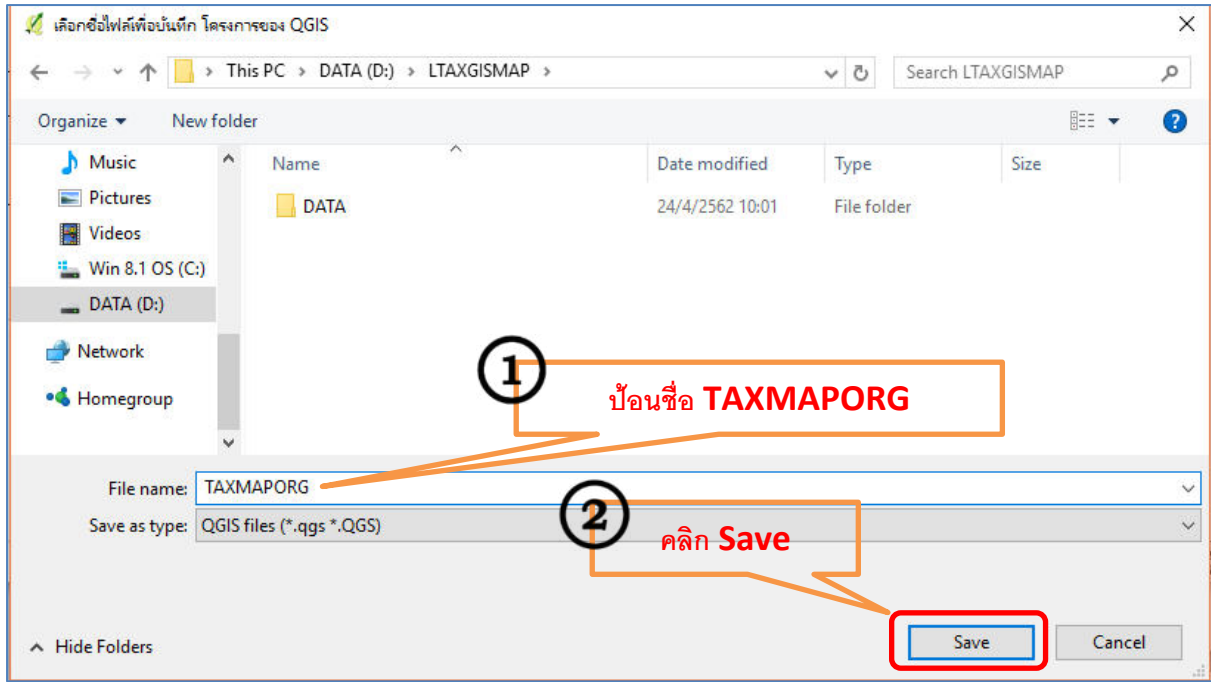 เลือกชื่อไฟล์เพื่อบันทึก โครงการของ QGIS
This PC > DATA (D:) > LTAXGISMAP >
Search LTAXGISMAP
Organize
New folder
Music
Name
Date modified
Type
Size
Pictures
DATA
24/4/2562 10:01
File folder
Videos
Win 8.1 OS (C:)
DATA (D:)
Network
Homegroup
1
ป้อนชื่อ TAXMAPORG
File name: TAXMAPORG
Save as type: QGIS files (*.qgs *.QGS)
2
คลิก Save
Hide Folders
Save
Cancel